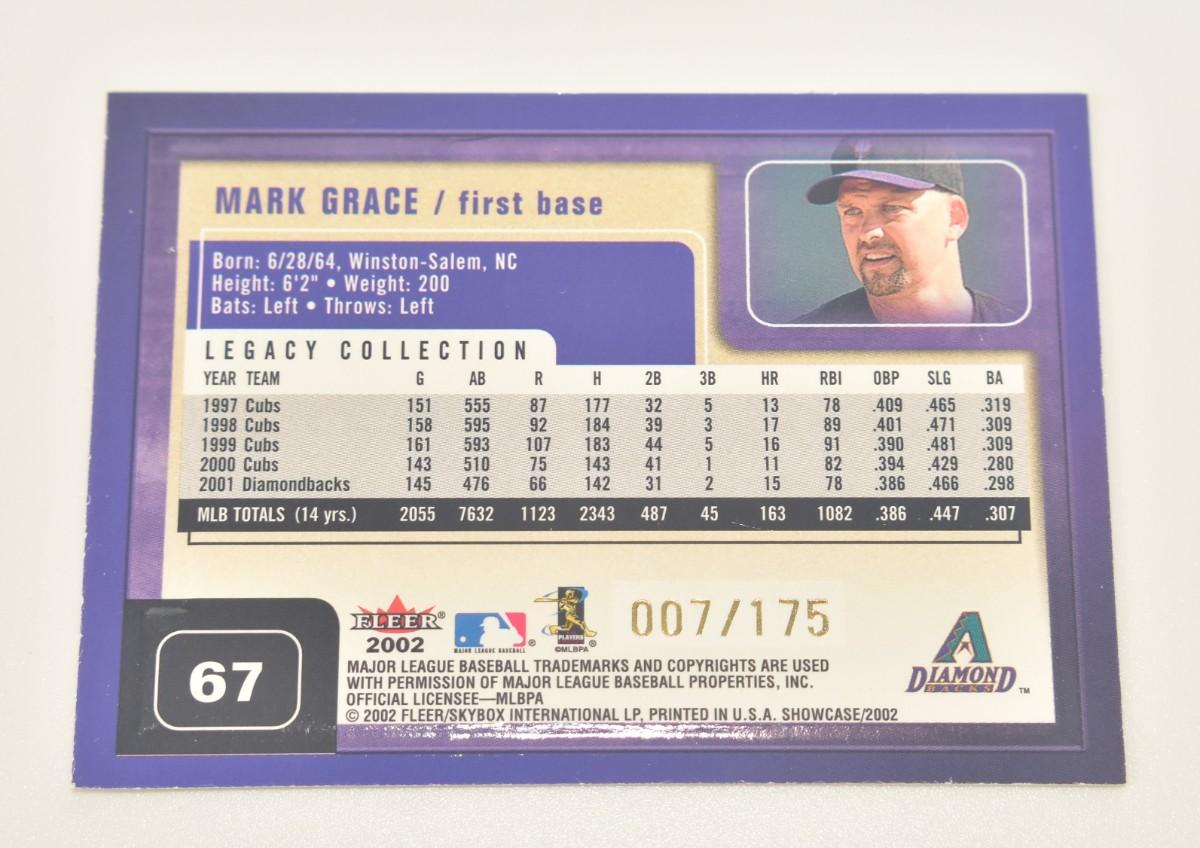 MARK GRACE / first base
Born: 6/28/64, Winston-Salem, NC
Height: 6'2" • Weight: 200
Bats: Left • Throws: Left
LEGACY COLLECTION
YEAR TEAM G AB R H 2B 3B HR RBI OBP SLG BA
1997 Cubs 151 555 87 177 32 5 13 78 .409 .465 .319
1998 Cubs 158 595 92 184 39 3 17 89 .401 .471 .309
1999 Cubs 161 593 107 183 44 5 16 91 .390 .481 .309
2000 Cubs 143 510 75 143 41 1 11 82 .394 .429 .280
2001 Diamondbacks 145 476 66 142 31 2 15 78 .386 .466 .298
MLB TOTALS (14 yrs.) 2055 7632 1123 2343 487 45 163 1082 .386 .447 .307
67
FLEER®
2002
MAJOR LEAGUE BASEBALL ®
PLAYERS
©MLBPA
007/175
MAJOR LEAGUE BASEBALL TRADEMARKS AND COPYRIGHTS ARE USED
WITH PERMISSION OF MAJOR LEAGUE BASEBALL PROPERTIES, INC.
OFFICIAL LICENSEE—MLBPA
© 2002 FLEER/SKYBOX INTERNATIONAL LP, PRINTED IN U.S.A. SHOWCASE/2002
A
DIAMOND
BACKS ™